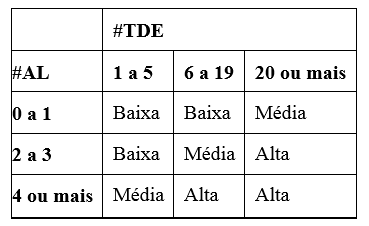 #TDE
#AL 1 a 5 6 a 19 20 ou mais
0 a 1 Baixa Baixa Média
2 a 3 Baixa Média Alta
4 ou mais Média Alta Alta